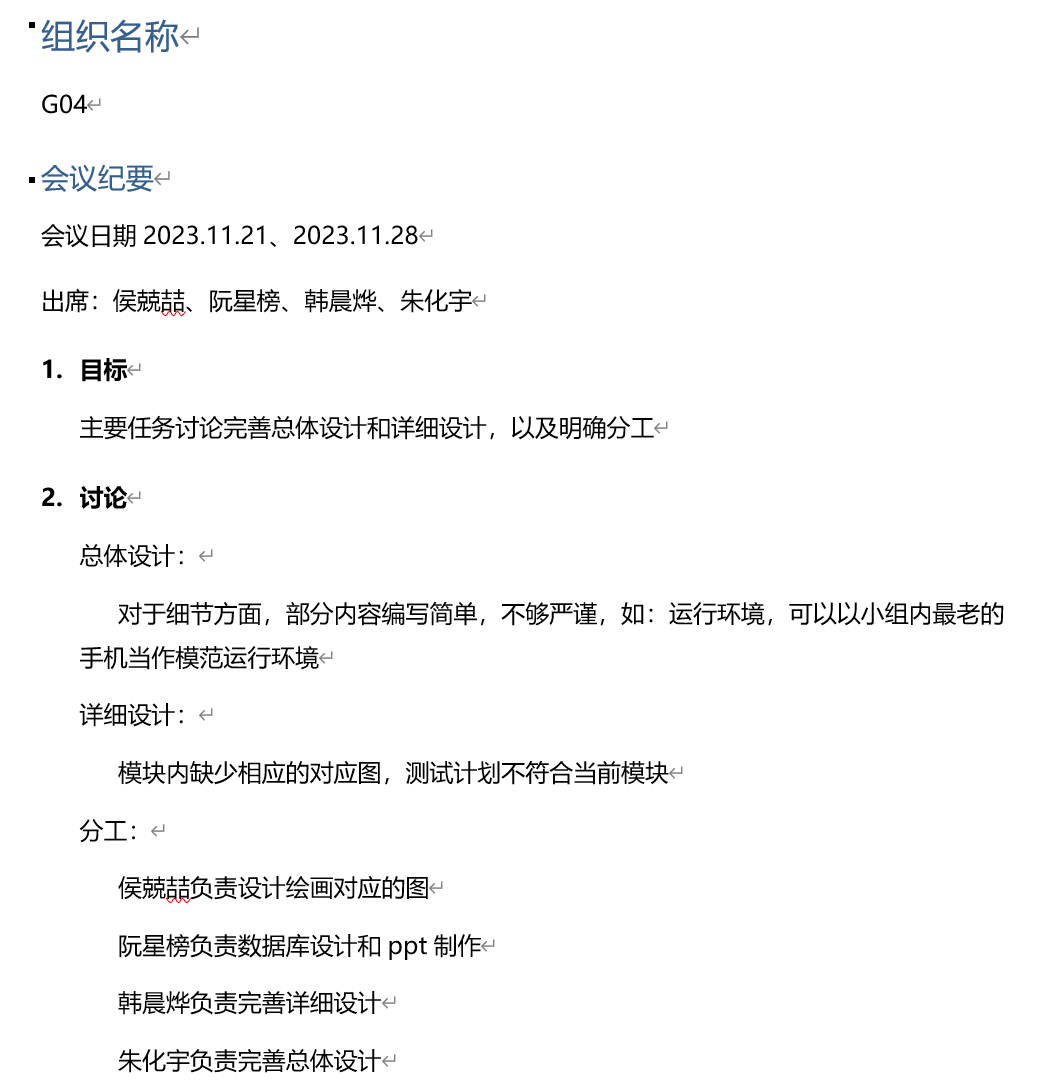 组织名称
G04
会议纪要
会议日期 2023.11.21、2023.11.28
出席：侯兢喆、阮星榜、韩晨烨、朱化宇
1. 目标
主要任务讨论完善总体设计和详细设计，以及明确分工
2. 讨论
总体设计：
对于细节方面，部分内容编写简单，不够严谨，如：运行环境，可以以小组内最老的
手机当作模范运行环境
详细设计：
模块内缺少相应的对应图，测试计划不符合当前模块
分工：
侯兢喆负责设计绘画对应的图
阮星榜负责数据库设计和 ppt 制作
韩晨烨负责完善详细设计
朱化宇负责完善总体设计